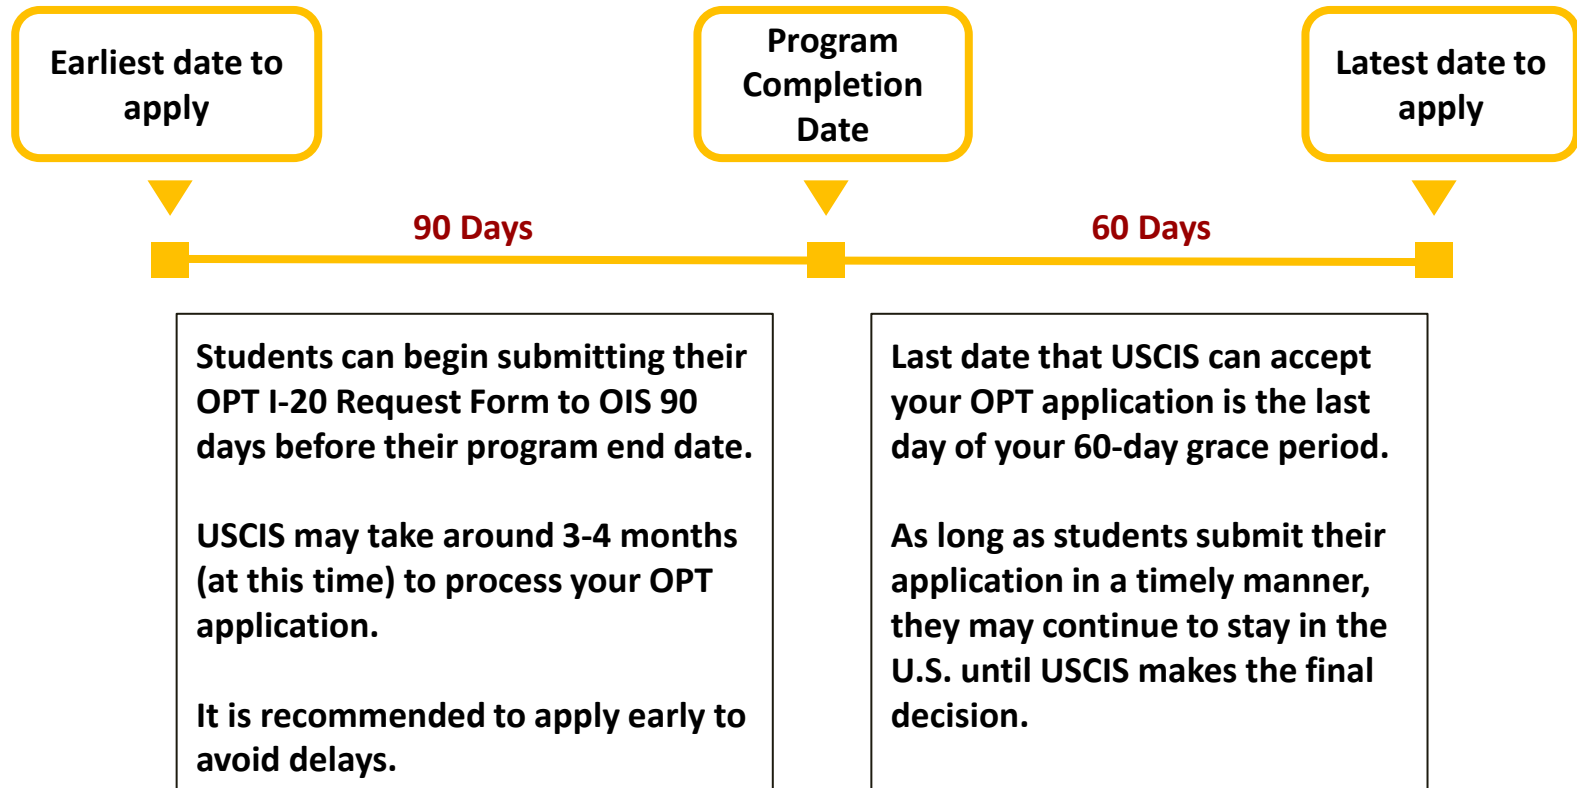 Earliest date to
apply
Program
Completion
Date
Latest date to
apply
90 Days
60 Days
Students can begin submitting their
OPT I-20 Request Form to OIS 90
days before their program end date.
USCIS may take around 3-4 months
(at this time) to process your OPT
application.
It is recommended to apply early to
avoid delays.
Last date that USCIS can accept
your OPT application is the last
day of your 60-day grace period.
As long as students submit their
application in a timely manner,
they may continue to stay in the
U.S. until USCIS makes the final
decision.